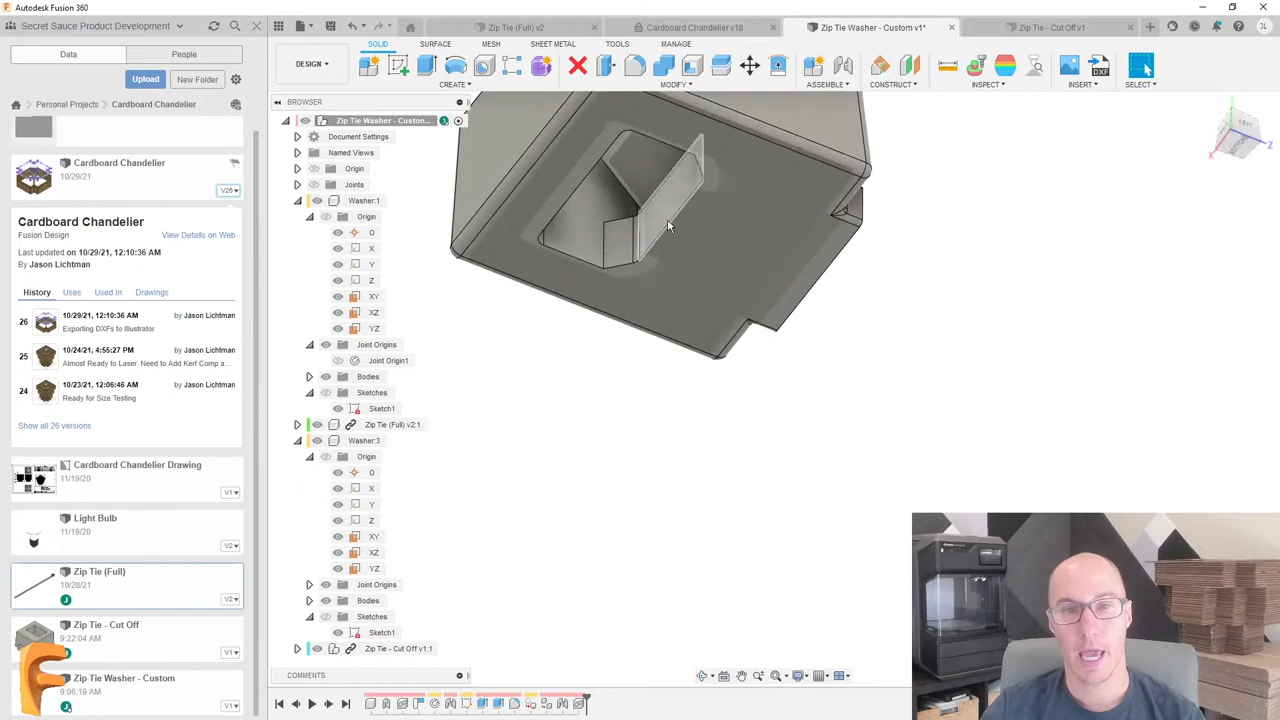 Autodesk Fusion 360
Secret Sauce Product Development
Zip Tie (Full) v2
Cardboard Chandelier v18
Zip Tie Washer - Custom v1*
Zip Tie - Cut Off v1
JL
Data
People
SOLID
SURFACE
MESH
SHEET METAL
TOOLS
MANAGE
Upload
New Folder
DESIGN
CREATE
MODIFY
ASSEMBLE
CONSTRUCT
INSPECT
INSERT
SELECT
DXF
Personal Projects
Cardboard Chandelier
BROWSER
Zip Tie Washer - Custon...
Document Settings
Named Views
Origin
Joints
Washer:1
Origin
O
X
Y
Z
XY
XZ
YZ
Joint Origins
Joint Origin1
Bodies
Sketches
Sketch1
Zip Tie (Full) v2:1
Washer:3
Origin
O
X
Y
Z
XY
XZ
YZ
Joint Origins
Bodies
Sketches
Sketch1
Zip Tie - Cut Off v1:1
COMMENTS
Cardboard Chandelier
10/29/21
V26
Cardboard Chandelier
Fusion Design
View Details on Web
Last updated on 10/29/21, 12:10:36 AM
By Jason Lichtman
History
Uses
Used In
Drawings
26
10/29/21, 12:10:36 AM
by Jason Lichtman
Exporting DXFs to Illustrator
25
10/24/21, 4:55:27 PM
by Jason Lichtman
Almost Ready to Laser. Need to Add Kerf Comp a...
24
10/23/21, 12:06:46 AM
by Jason Lichtman
Ready for Size Testing
Show all 26 versions
Cardboard Chandelier Drawing
11/19/20
V1
Light Bulb
11/19/20
V2
Zip Tie (Full)
10/28/21
V2
Zip Tie - Cut Off
9:22:04 AM
V1
Zip Tie Washer - Custom
9:06:19 AM
V1
LEFT
BOTTOM
X
Z